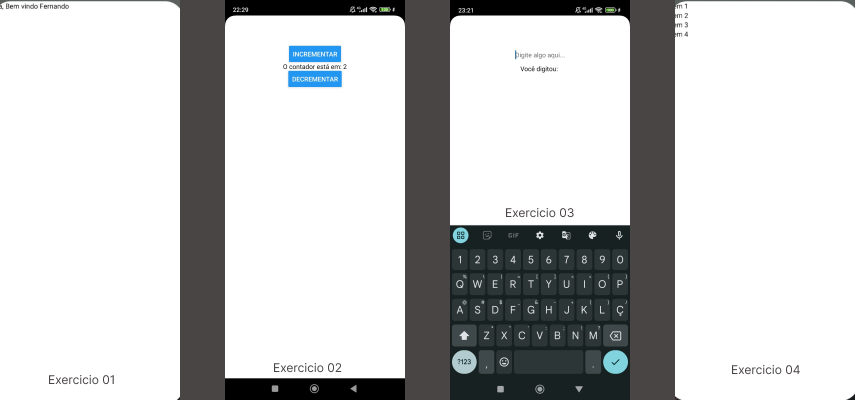 , Bem vindo Fernando
Exercicio 01
22:29
INCREMENTAR
O contador está em: 2
DECREMENTAR
Exercicio 02
23:21
Digite algo aqui...
Você digitou:
Exercicio 03
GIF
1 2 3 4 5 6 7 8 9 0
Q W E R T Y U I O P
A S D F G H J K L Ç
Z X C V B N M
?123 , .
em 1
em 2
em 3
em 4
Exercicio 04